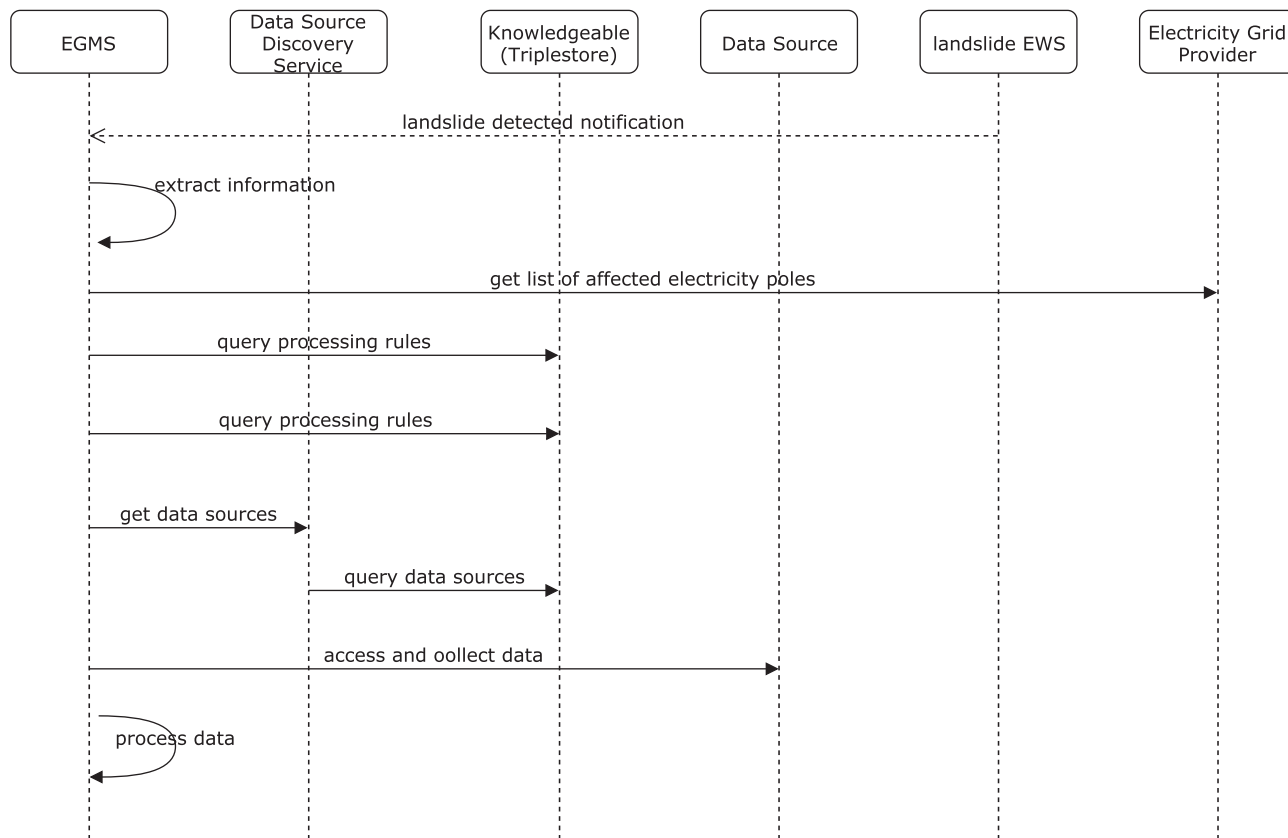 EGMS
Data Source
Discovery
Service
Knowledgeable
(Triplestore)
Data Source
landslide EWS
Electricity Grid
Provider
landslide detected notification
extract information
get list of affected electricity poles
query processing rules
query processing rules
get data sources
query data sources
access and oollect data
process data